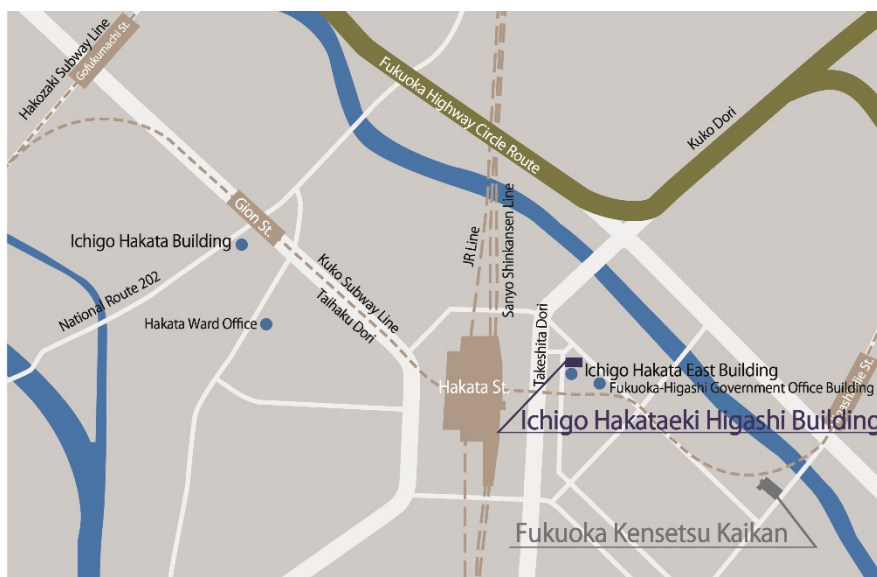 Hakozaki Subway Line
Gofukumachi St.
Fukuoka Highway Circle Route
Kuko Dori
Gion St.
Ichigo Hakata Building
National Route 202
Kuko Subway Line
Taihaku Dori
JR Line
Sanyo Shinkansen Line
Hakata Ward Office
Takeshita Dori
Hakata St.
Ichigo Hakata East Building
Fukuoka-Higashi Government Office Building
Ichigo Hakataeki Higashi Building
Fukuoka Kensetsu Kaikan